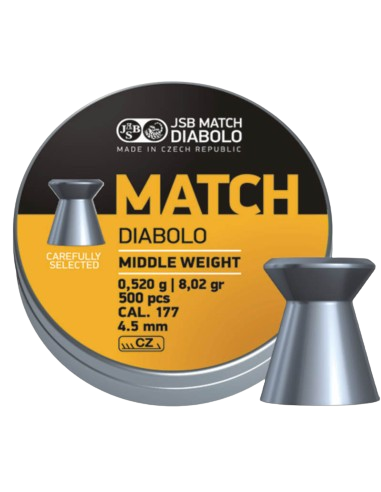 JSB
JSB MATCH
DIABOLO
MADE IN CZECH REPUBLIC
MATCH
DIABOLO
CAREFULLY
SELECTED
MIDDLE WEIGHT
0,520 g | 8,02 gr
500 pcs
CAL. 177
4.5 mm
CZ